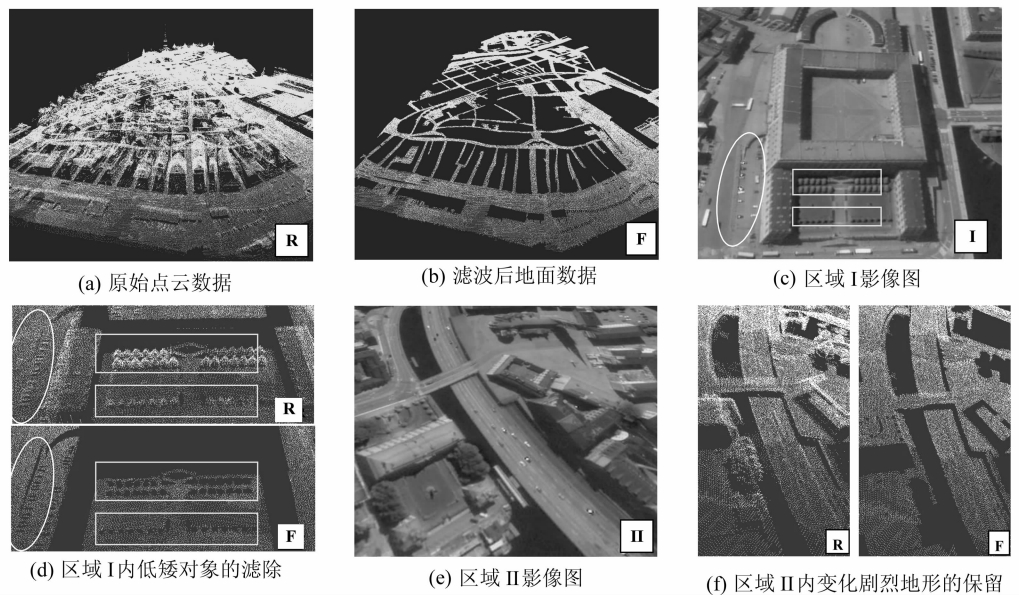 R
F
I
(a) 原始点云数据
(b) 滤波后地面数据
(c) 区域 I 影像图
R
F
II
R
F
(d) 区域 I 内低矮对象的滤除
(e) 区域 II 影像图
(f) 区域 II 内变化剧烈地形的保留